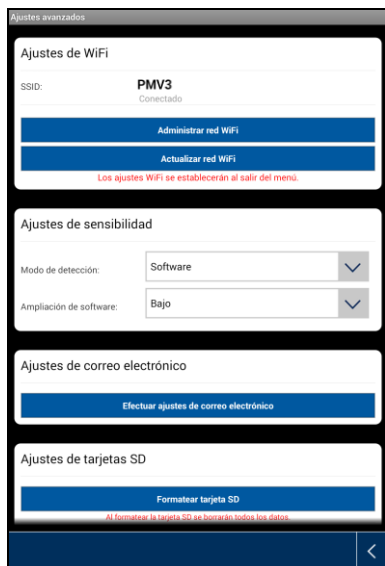 Ajustes avanzados
Ajustes de WiFi
SSID: PMV3
Conectado
Administrar red WiFi
Actualizar red WiFi
Los ajustes WiFi se establecerán al salir del menú.
Ajustes de sensibilidad
Modo de detección: Software
Ampliación de software: Bajo
Ajustes de correo electrónico
Efectuar ajustes de correo electrónico
Ajustes de tarjetas SD
Formatear tarjeta SD
Al formatear la tarjeta SD se borrarán todos los datos.